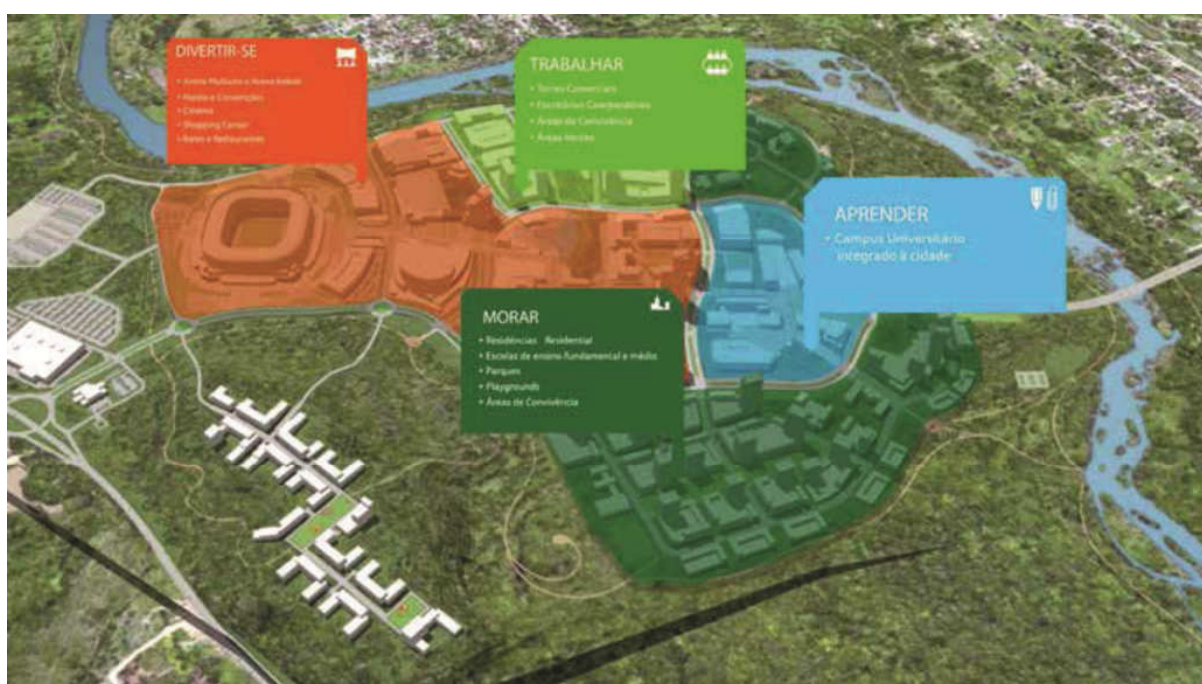 DIVERTIR-SE
• Arena Multiuso e Arena Indoor
• Hotéis e Convenções
• Cinema
• Shopping Center
• Bares e Restaurantes
TRABALHAR
• Torres Comerciais
• Escritórios Coorporativos
• Áreas de Convivência
• Áreas Verdes
APRENDER
• Campus Universitário
integrado à cidade
MORAR
• Residências Residential
• Escolas de ensino fundamental e médio
• Parques
• Playgrounds
• Áreas de Convivência